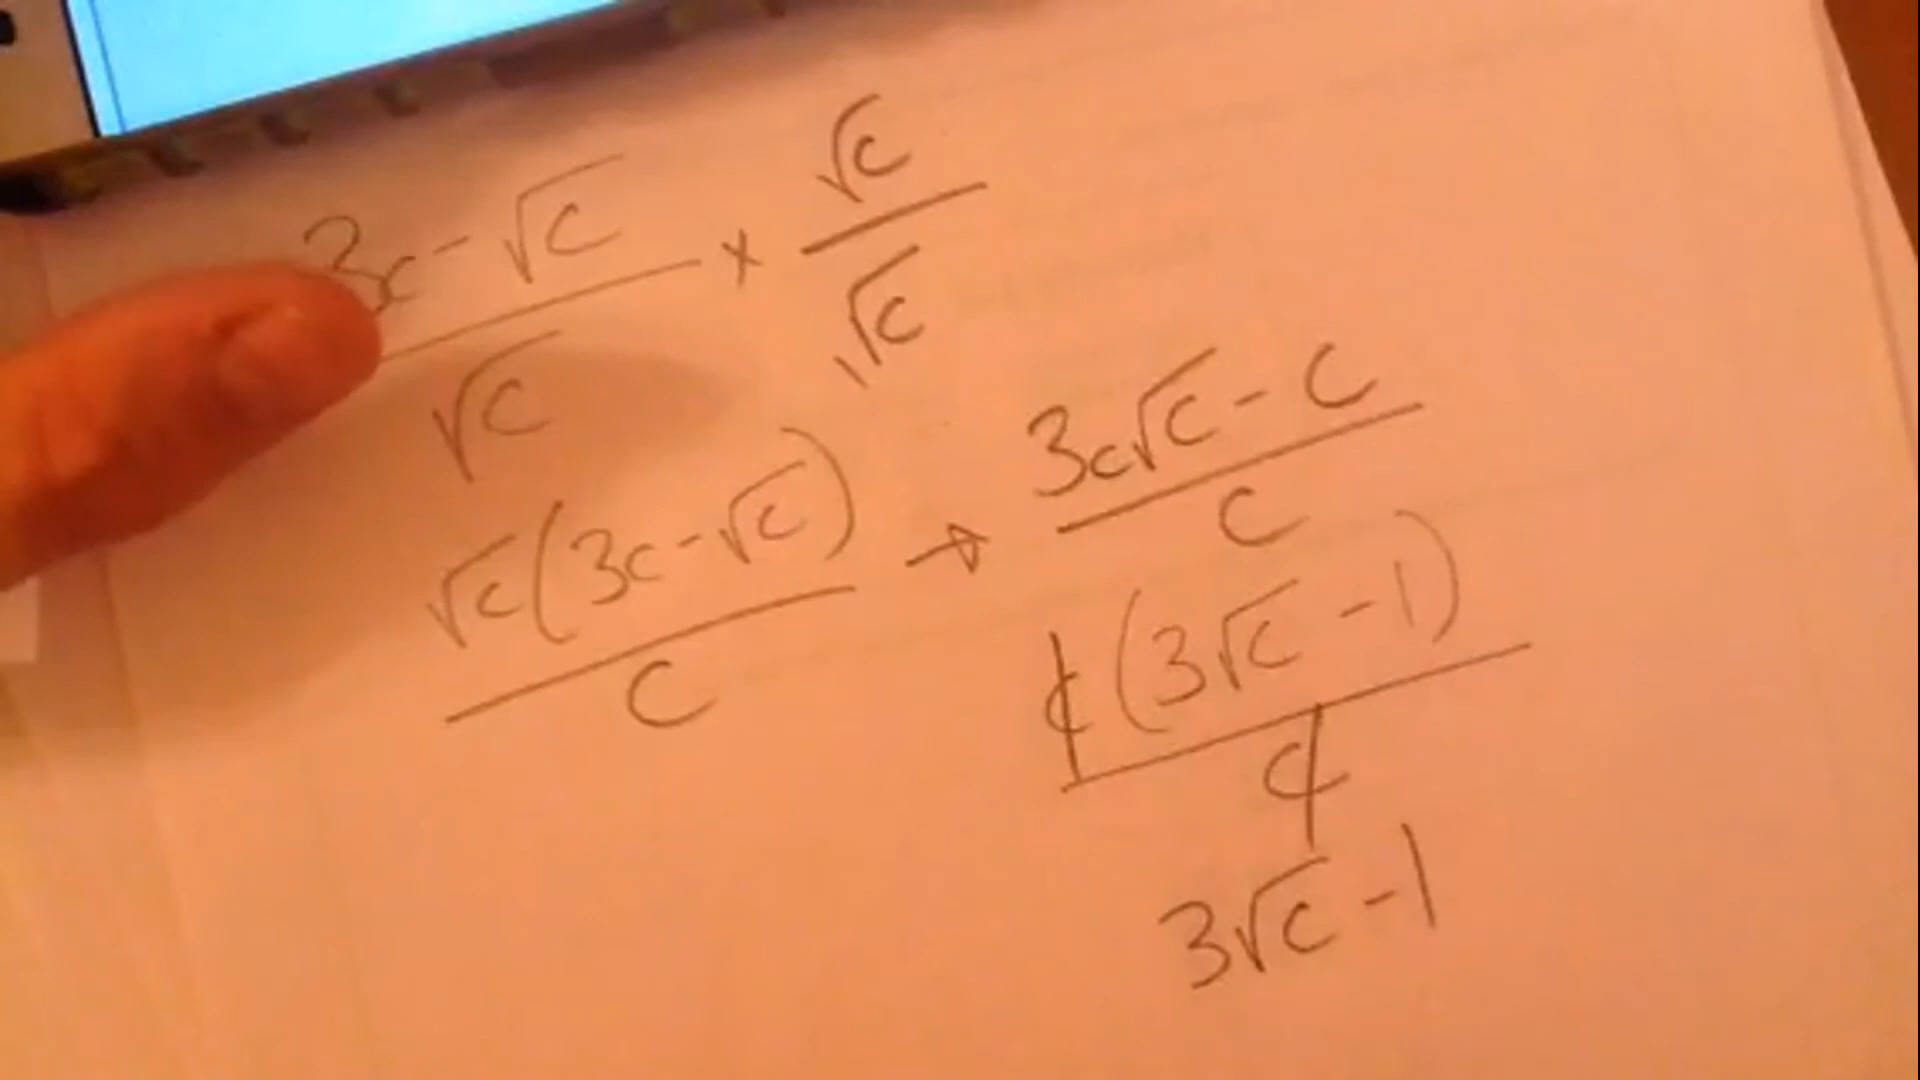 (3c - √c)/√c × √c/√c
√c(3c - √c)/c → (3c√c - c)/c
c(3√c - 1)/c
3√c - 1